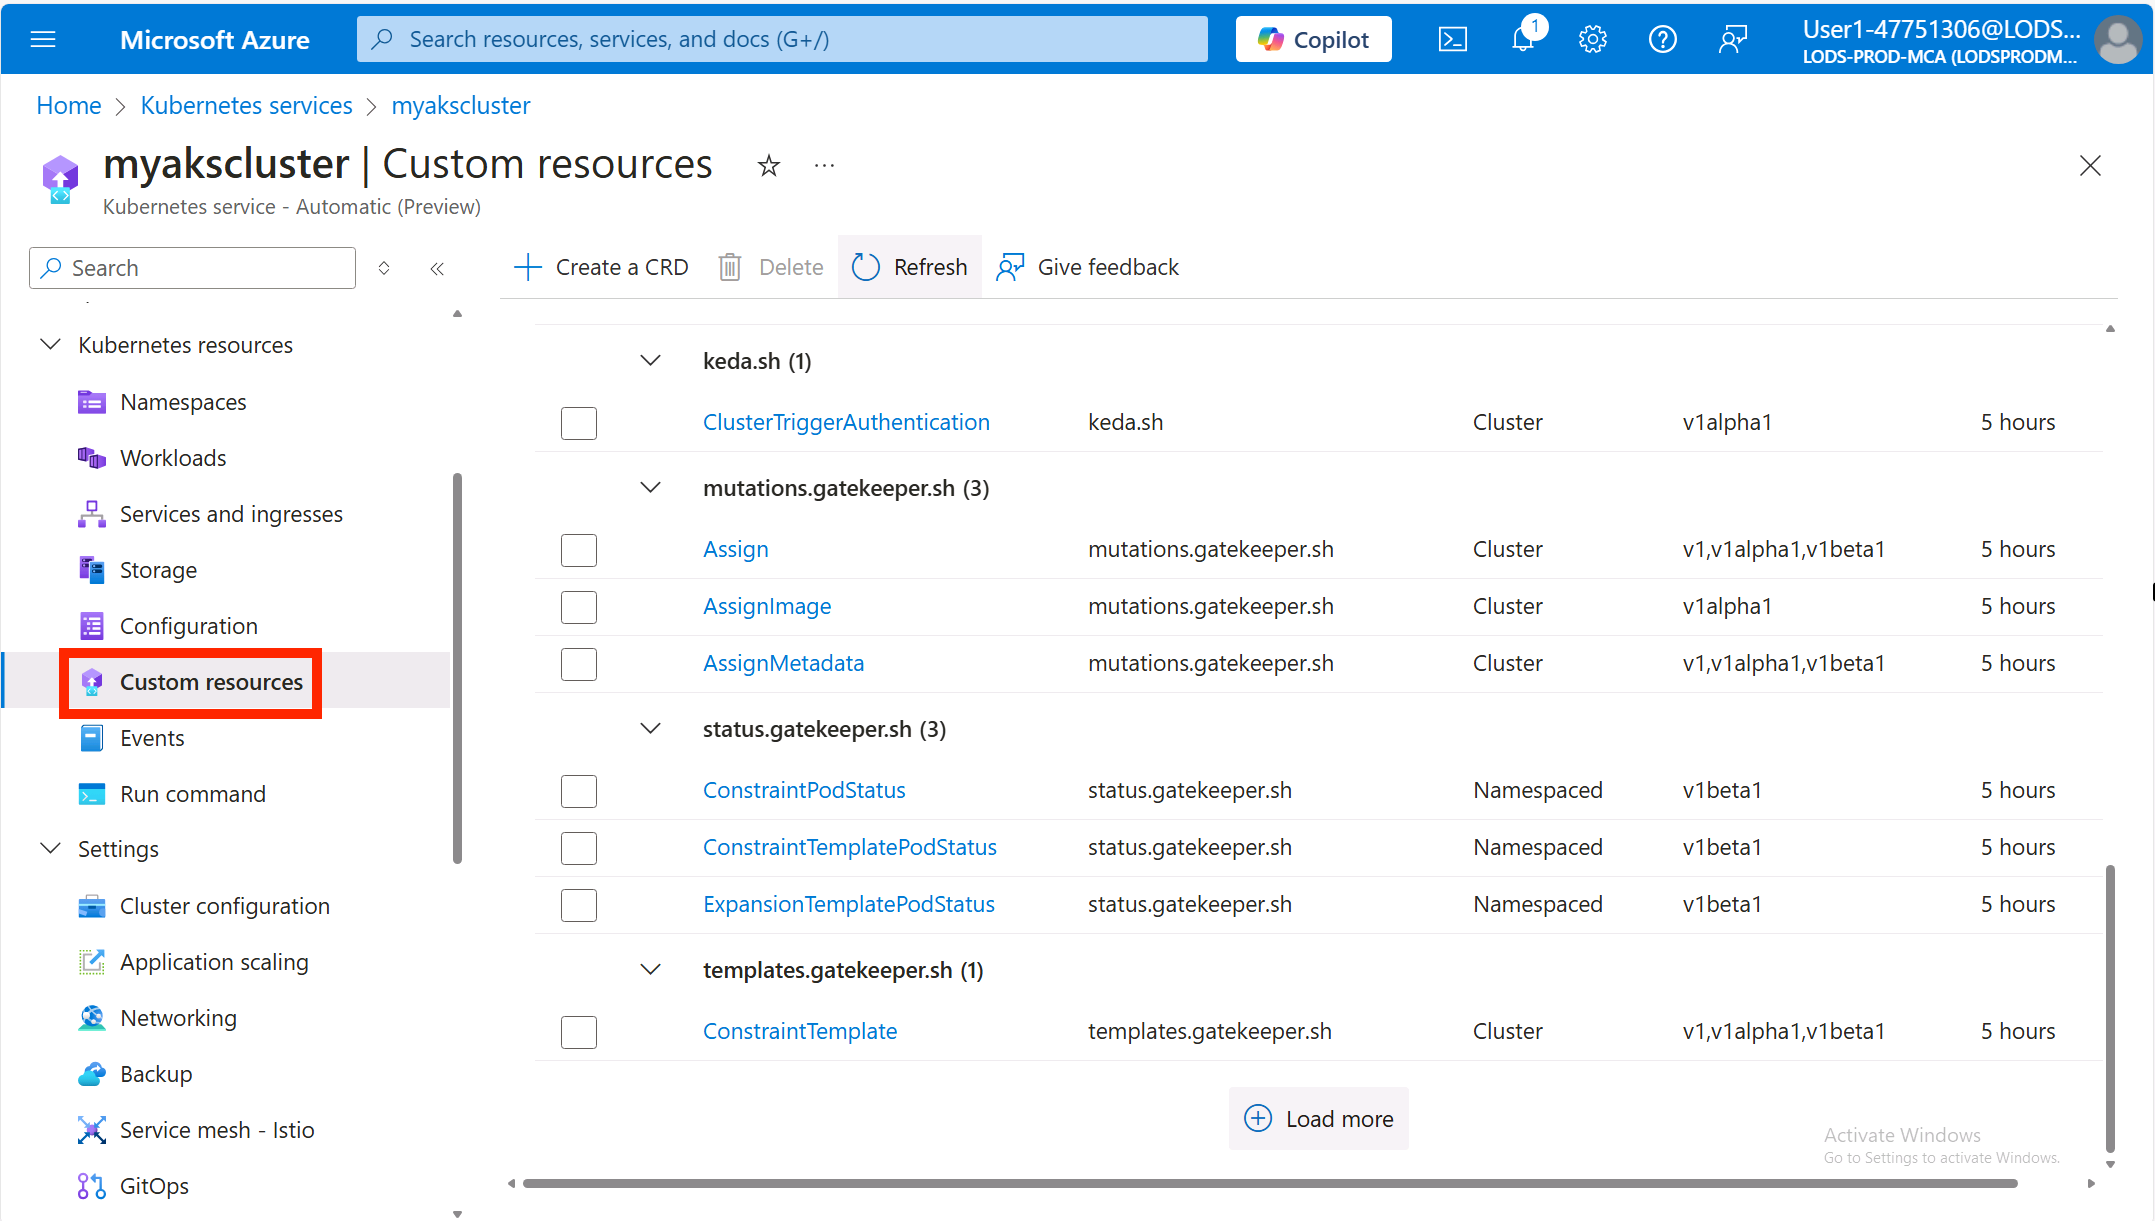 Microsoft Azure
Search resources, services, and docs (G+/)
Copilot
1
User1-47751306@LODS...
LODS-PROD-MCA (LODSPRODM...
Home > Kubernetes services > myakscluster
myakscluster | Custom resources
Kubernetes service - Automatic (Preview)
Search
Create a CRD
Delete
Refresh
Give feedback
Kubernetes resources
Namespaces
Workloads
Services and ingresses
Storage
Configuration
Custom resources
Events
Run command
Settings
Cluster configuration
Application scaling
Networking
Backup
Service mesh - Istio
GitOps
keda.sh (1)
ClusterTriggerAuthentication keda.sh Cluster v1alpha1 5 hours
mutations.gatekeeper.sh (3)
Assign mutations.gatekeeper.sh Cluster v1,v1alpha1,v1beta1 5 hours
AssignImage mutations.gatekeeper.sh Cluster v1alpha1 5 hours
AssignMetadata mutations.gatekeeper.sh Cluster v1,v1alpha1,v1beta1 5 hours
status.gatekeeper.sh (3)
ConstraintPodStatus status.gatekeeper.sh Namespaced v1beta1 5 hours
ConstraintTemplatePodStatus status.gatekeeper.sh Namespaced v1beta1 5 hours
ExpansionTemplatePodStatus status.gatekeeper.sh Namespaced v1beta1 5 hours
templates.gatekeeper.sh (1)
ConstraintTemplate templates.gatekeeper.sh Cluster v1,v1alpha1,v1beta1 5 hours
Load more
Activate Windows
Go to Settings to activate Windows.